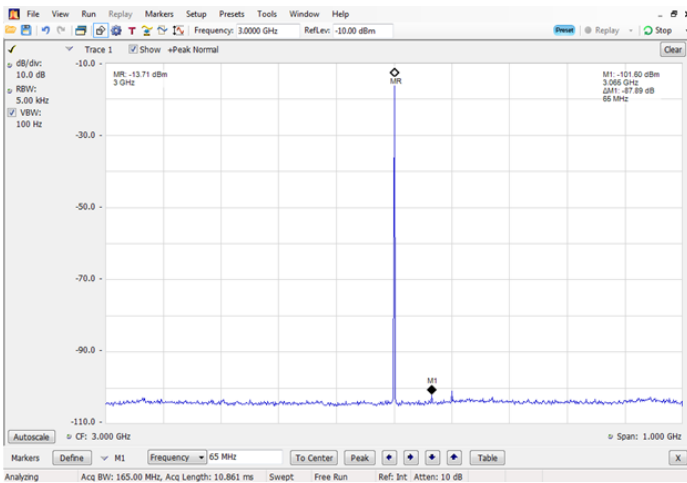 File View Run Replay Markers Setup Presets Tools Window Help
Frequency: 3.0000 GHz RefLev: -10.00 dBm Preset Replay Stop
Trace 1 Show +Peak Normal Clear
dB/div:
10.0 dB
RBW:
5.00 kHz
VBW:
100 Hz
-10.0
-30.0
-50.0
-70.0
-90.0
-110.0
MR: -13.71 dBm
3 GHz
MR
M1: -101.60 dBm
3.065 GHz
ΔM1: -87.89 dB
65 MHz
M1
Autoscale CF: 3.000 GHz Span: 1.000 GHz
Markers Define M1 Frequency 65 MHz To Center Peak Table X
Analyzing Acq BW: 165.00 MHz, Acq Length: 10.861 ms Swept Free Run Ref: Int Atten: 10 dB